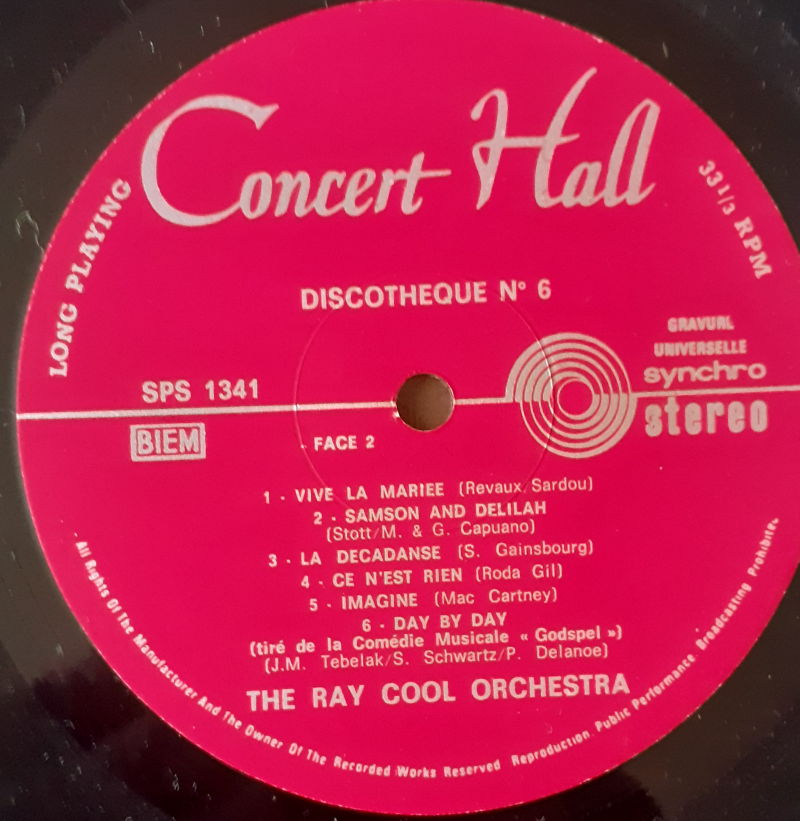 Concert Hall
LONG PLAYING
33 1/3 RPM
DISCOTHEQUE N° 6
GRAVURE
UNIVERSELLE
synchro
stereo
SPS 1341
BIEM
FACE 2
1 - VIVE LA MARIEE (Revaux/Sardou)
2 - SAMSON AND DELILAH
(Stott/M. & G. Capuano)
3 - LA DECADANSE (S. Gainsbourg)
4 - CE N'EST RIEN (Roda Gil)
5 - IMAGINE (Mac Cartney)
6 - DAY BY DAY
(tiré de la Comédie Musicale « Godspel »)
(J.M. Tebelak/S. Schwartz/P. Delanoe)
THE RAY COOL ORCHESTRA
All Rights Of The Manufacturer And The Owner Of The Recorded Works Reserved Reproduction Public Performance Broadcasting Prohibited